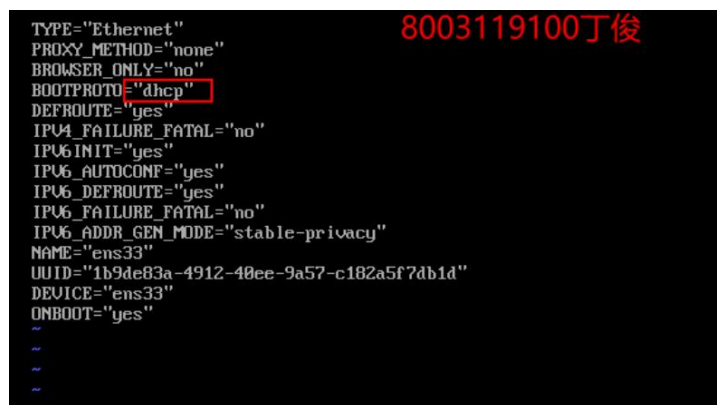 8003119100丁俊
TYPE="Ethernet"
PROXY_METHOD="none"
BROWSER_ONLY="no"
BOOTPROTO="dhcp"
DEFROUTE="yes"
IPV4_FAILURE_FATAL="no"
IPV6INIT="yes"
IPV6_AUTOCONF="yes"
IPV6_DEFROUTE="yes"
IPV6_FAILURE_FATAL="no"
IPV6_ADDR_GEN_MODE="stable-privacy"
NAME="ens33"
UUID="1b9de83a-4912-40ee-9a57-c182a5f7db1d"
DEVICE="ens33"
ONBOOT="yes"
~
~
~
~